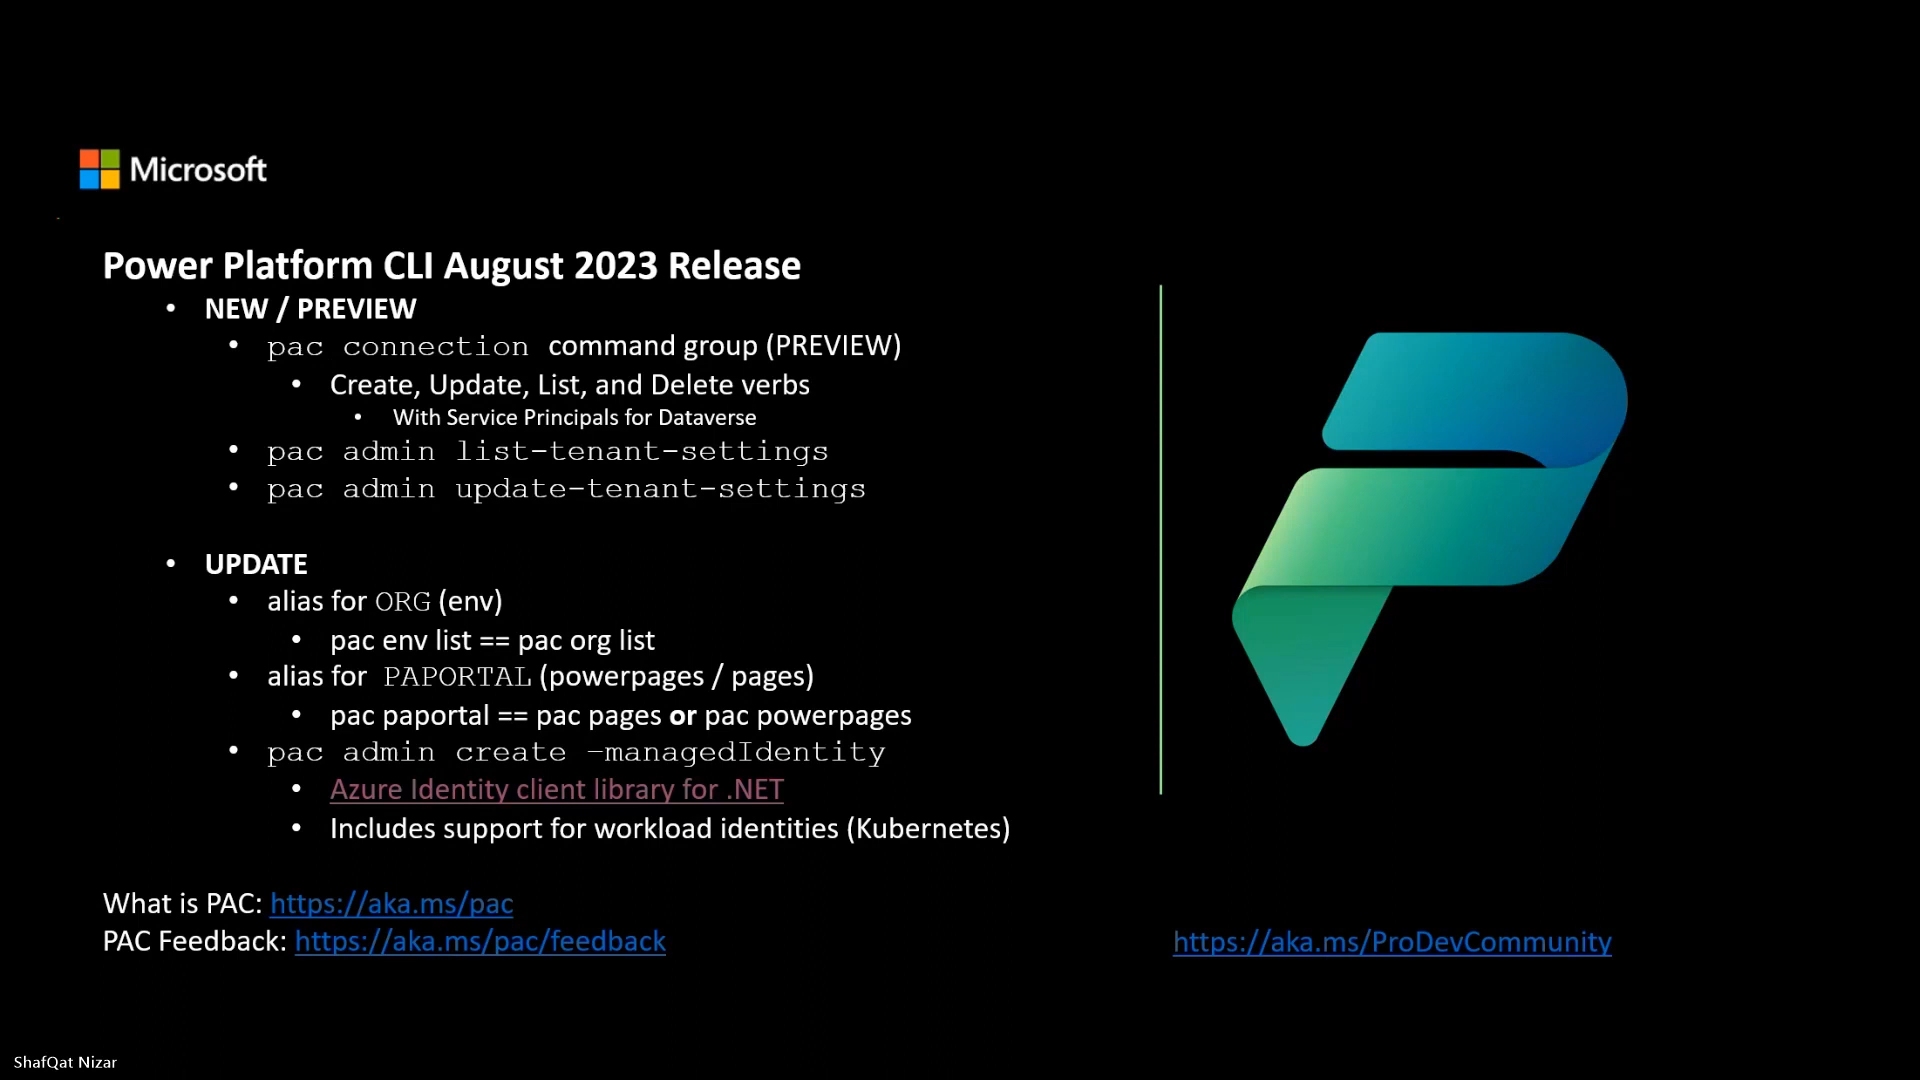 Microsoft
Power Platform CLI August 2023 Release
• NEW / PREVIEW
• pac connection command group (PREVIEW)
• Create, Update, List, and Delete verbs
• With Service Principals for Dataverse
• pac admin list-tenant-settings
• pac admin update-tenant-settings
• UPDATE
• alias for ORG (env)
• pac env list == pac org list
• alias for PAPORTAL (powerpages / pages)
• pac paportal == pac pages or pac powerpages
• pac admin create –managedIdentity
• Azure Identity client library for .NET
• Includes support for workload identities (Kubernetes)
What is PAC: https://aka.ms/pac
PAC Feedback: https://aka.ms/pac/feedback
https://aka.ms/ProDevCommunity
ShafQat Nizar